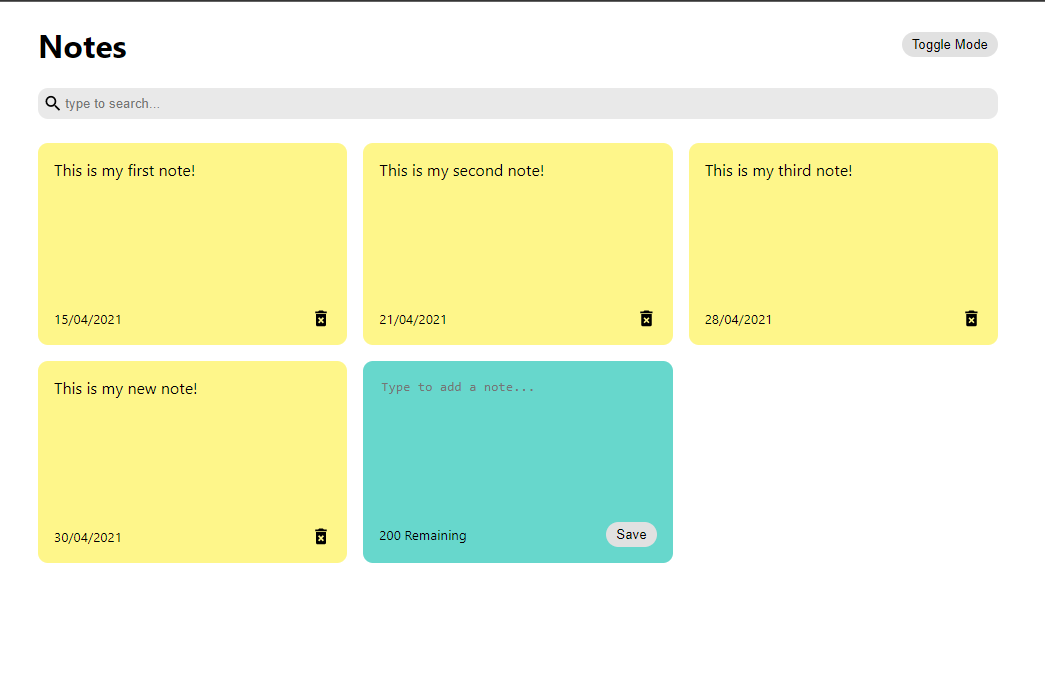 Notes
Toggle Mode
type to search...
This is my first note!
15/04/2021
This is my second note!
21/04/2021
This is my third note!
28/04/2021
This is my new note!
30/04/2021
Type to add a note...
200 Remaining
Save